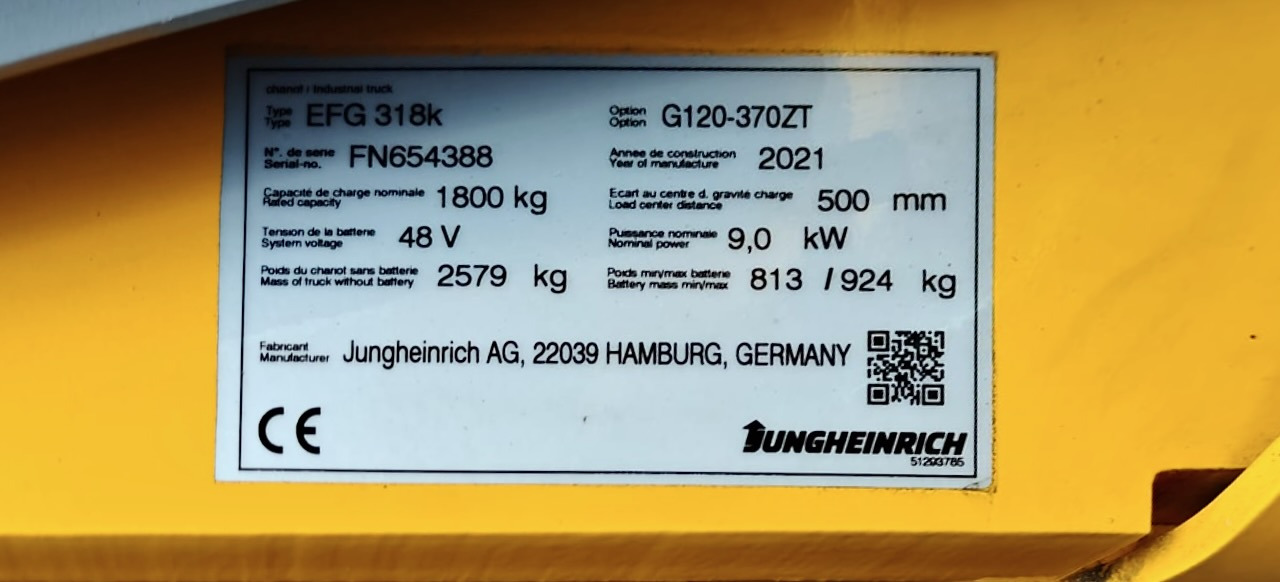 chariot / Industrial truck
Type
Type EFG 318k Option
Option G120-370ZT
N°. de serie
Serial-no. FN654388 Annee de construction
Year of manufacture 2021
Capacité de charge nominale
Rated capacity 1800 kg Ecart au centre d. gravité charge
Load center distance 500 mm
Tension de la batterie
System voltage 48 V Puissance nominale
Nominal power 9,0 kW
Poids du chariot sans batterie
Mass of truck without battery 2579 kg Poids min/max batterie
Battery mass min/max 813 / 924 kg
Fabricant
Manufacturer Jungheinrich AG, 22039 HAMBURG, GERMANY
CE
JUNGHEINRICH
51293785